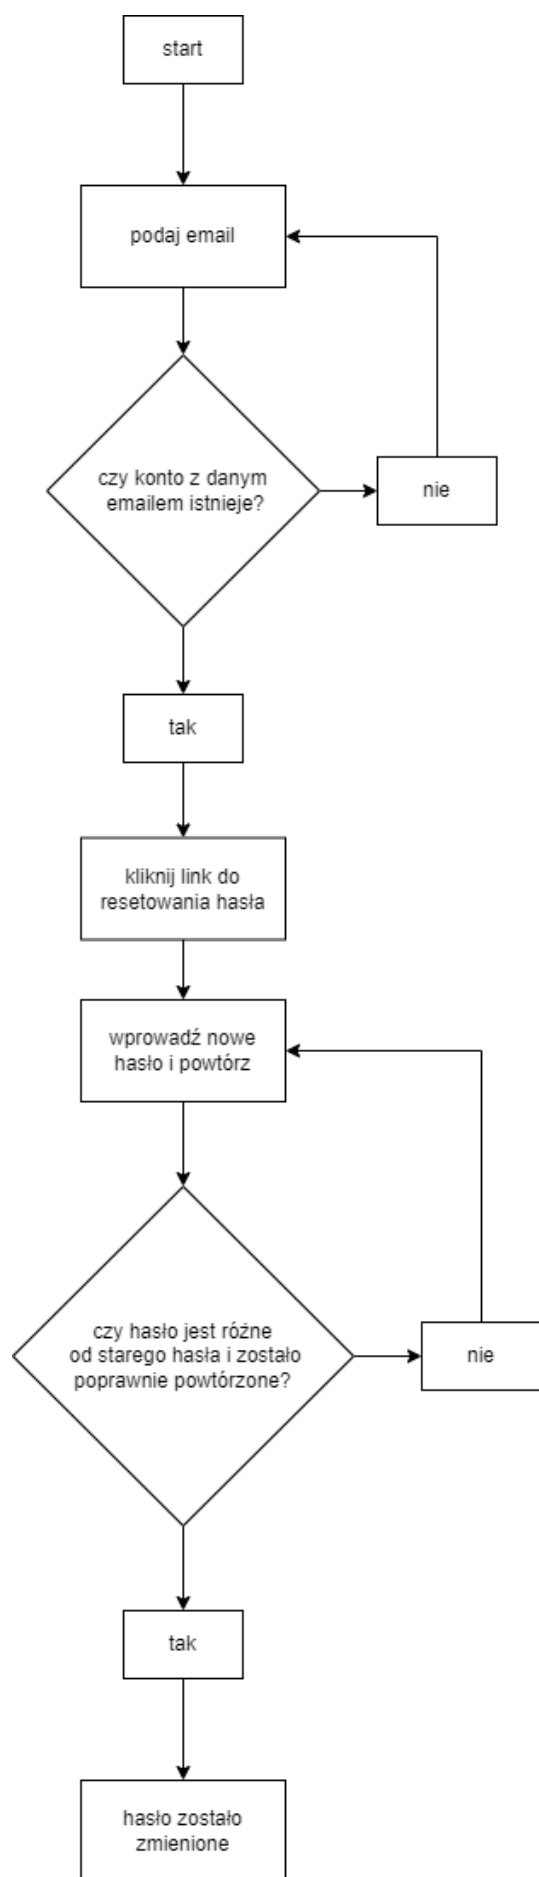 start
podaj email
czy konto z danym
emailem istnieje?
nie
tak
kliknij link do
resetowania hasła
wprowadź nowe
hasło i powtórz
czy hasło jest różne
od starego hasła i zostało
poprawnie powtórzone?
nie
tak
hasło zostało
zmienione